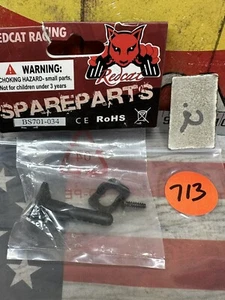 REDCAT RACING
WARNING:
CHOKING HAZARD- small parts,
Not for children under 3 years
Redcat
SPAREPARTS
BS701-034
CE RoHS
713